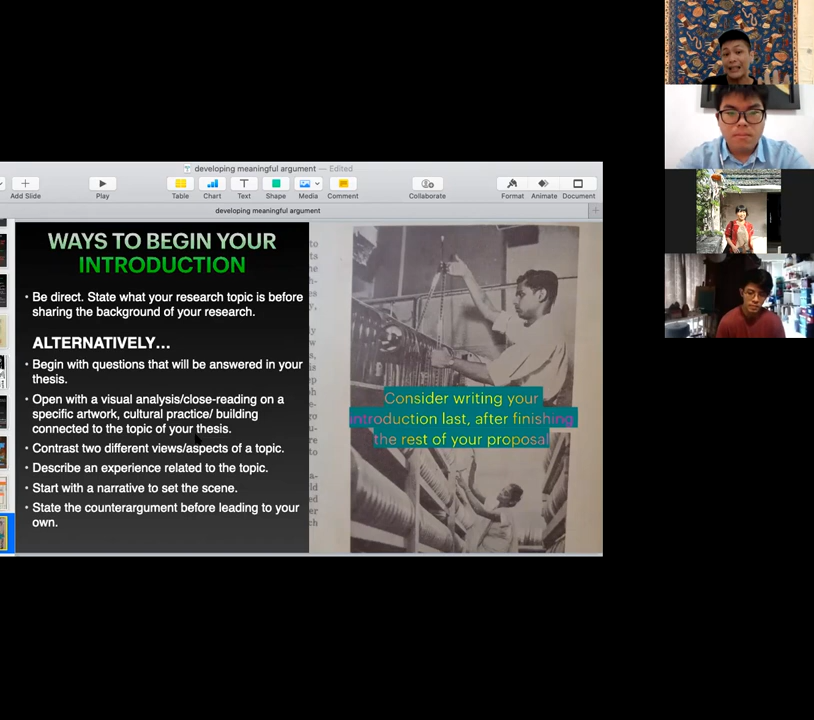 developing meaningful argument — Edited
Add Slide
Play
Table
Chart
Text
Shape
Media
Comment
Collaborate
Format
Animate
Document
developing meaningful argument
WAYS TO BEGIN YOUR
INTRODUCTION
• Be direct. State what your research topic is before
sharing the background of your research.
ALTERNATIVELY...
• Begin with questions that will be answered in your
thesis.
• Open with a visual analysis/close-reading on a
specific artwork, cultural practice/ building
connected to the topic of your thesis.
• Contrast two different views/aspects of a topic.
• Describe an experience related to the topic.
• Start with a narrative to set the scene.
• State the counterargument before leading to your
own.
Consider writing your
introduction last, after finishing
the rest of your proposal